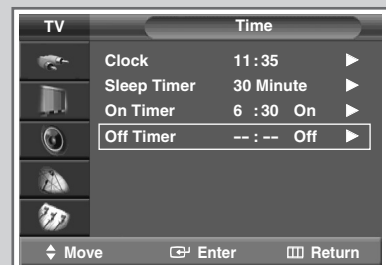 TV Time
Clock 11:35 ▶
Sleep Timer 30 Minute ▶
On Timer 6 :30 On ▶
Off Timer --:-- Off ▶
Move Enter Return